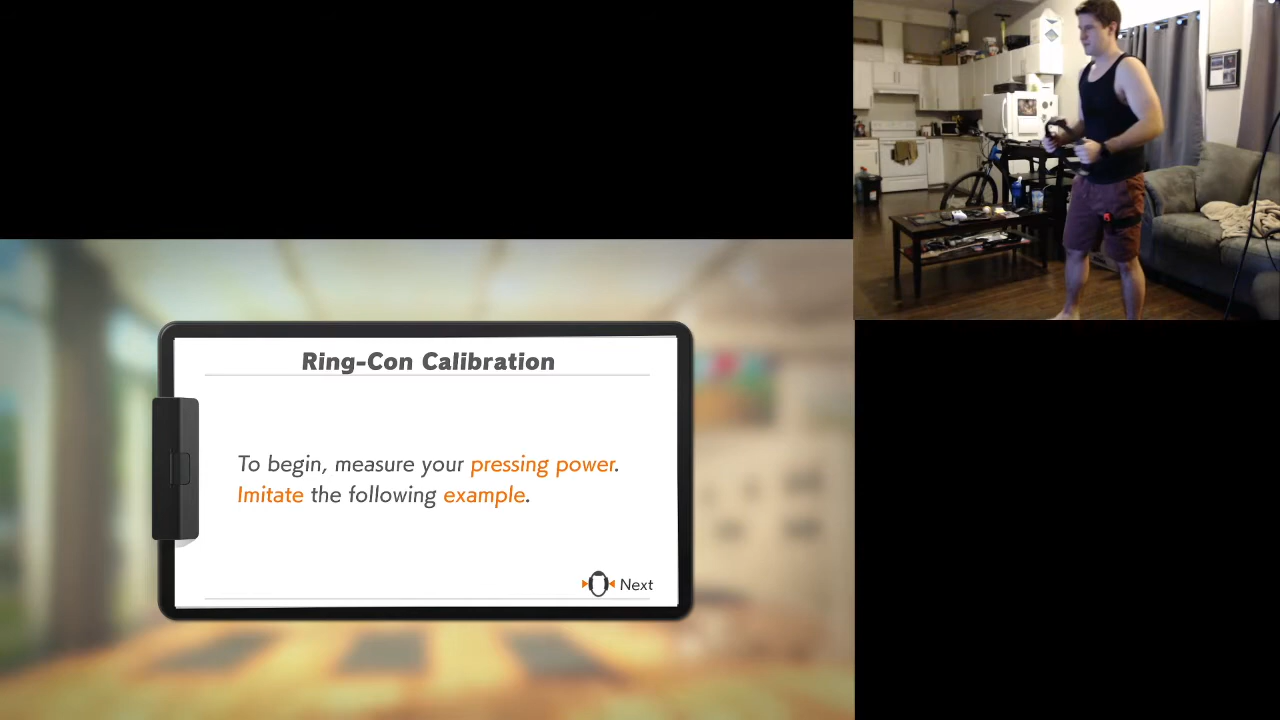 Ring-Con Calibration
To begin, measure your pressing power.
Imitate the following example.
Next